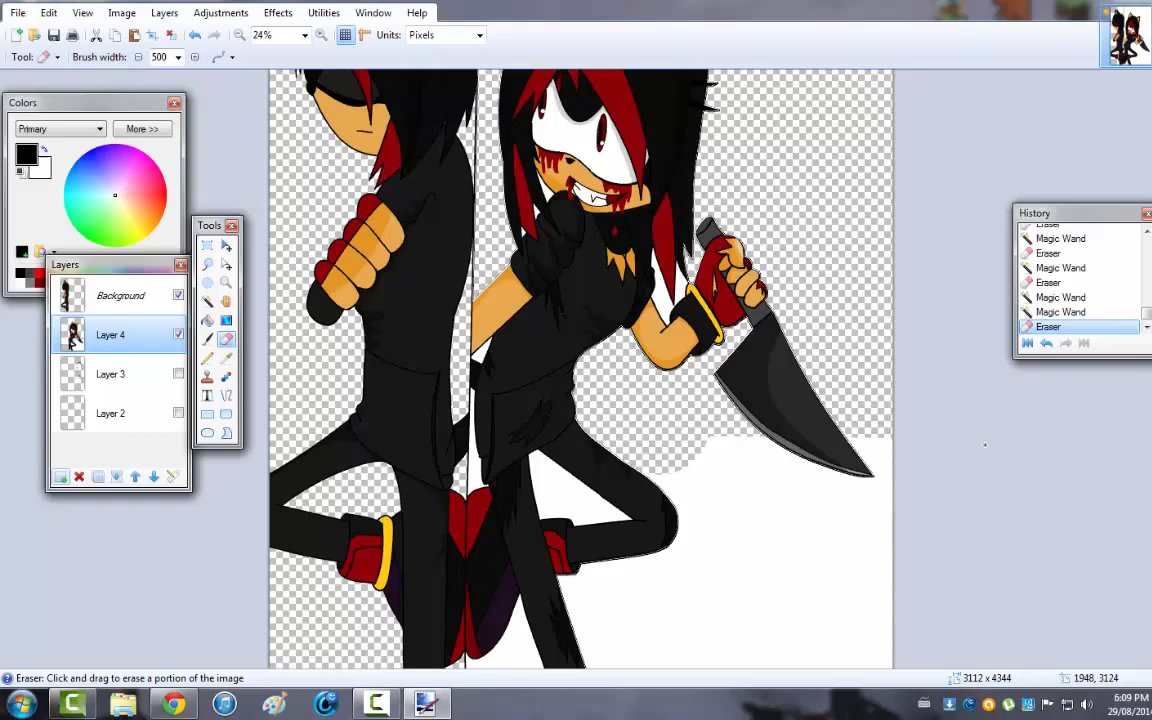 File Edit View Image Layers Adjustments Effects Utilities Window Help
24% Units: Pixels
Tool: Brush width: 500
Colors
Primary More >>
Tools
Layers
Background
Layer 4
Layer 3
Layer 2
History
Eraser
Magic Wand
Eraser
Magic Wand
Eraser
Magic Wand
Magic Wand
Eraser
Eraser: Click and drag to erase a portion of the image
3112 x 4344
1948, 3124
6:09 PM